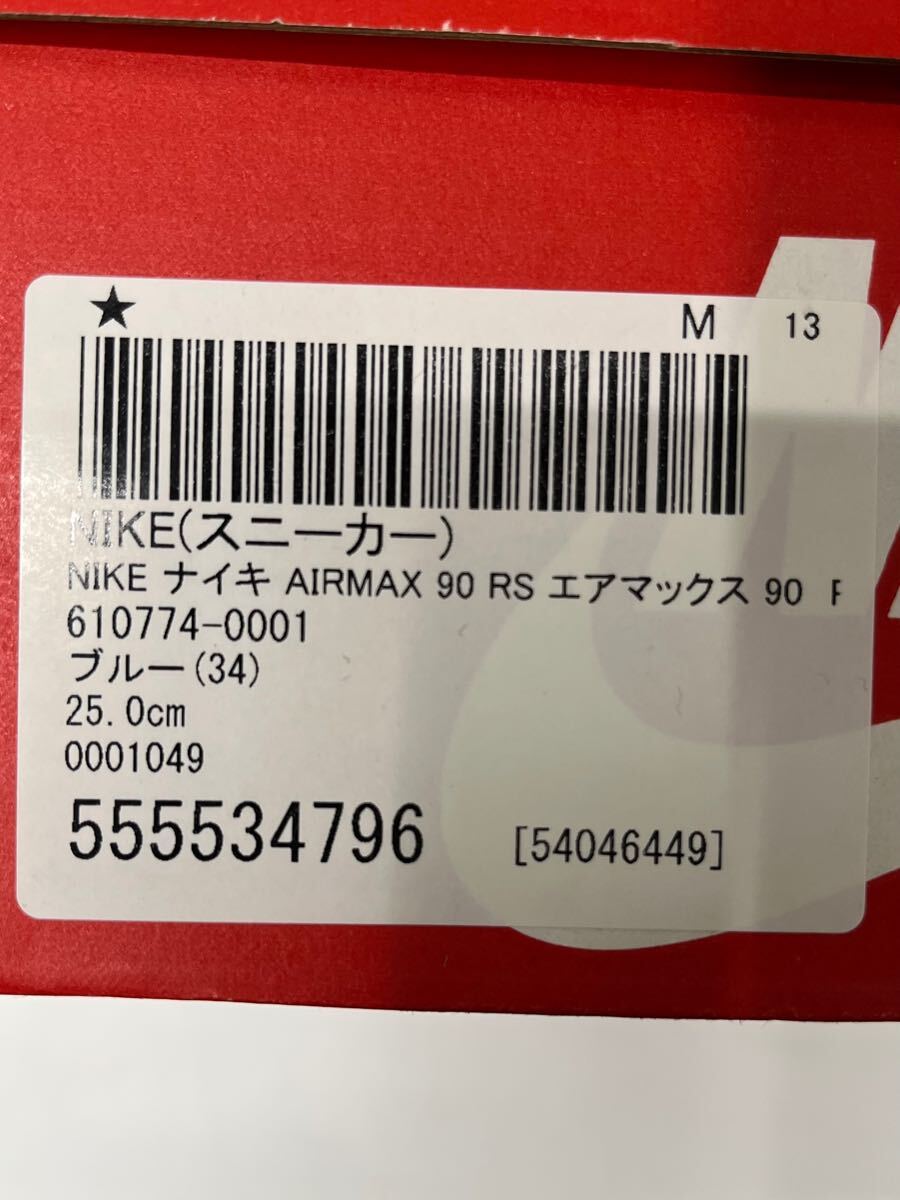 ★ M 13
NIKE(スニーカー)
NIKE ナイキ AIRMAX 90 RS エアマックス 90
610774-0001
ブルー(34)
25.0cm
0001049
555534796 [54046449]